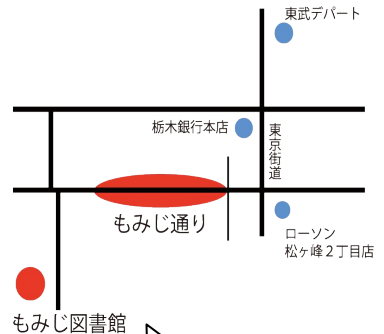 東武デパート
栃木銀行本店
東京街道
もみじ通り
ローソン
松ヶ峰2丁目店
もみじ図書館